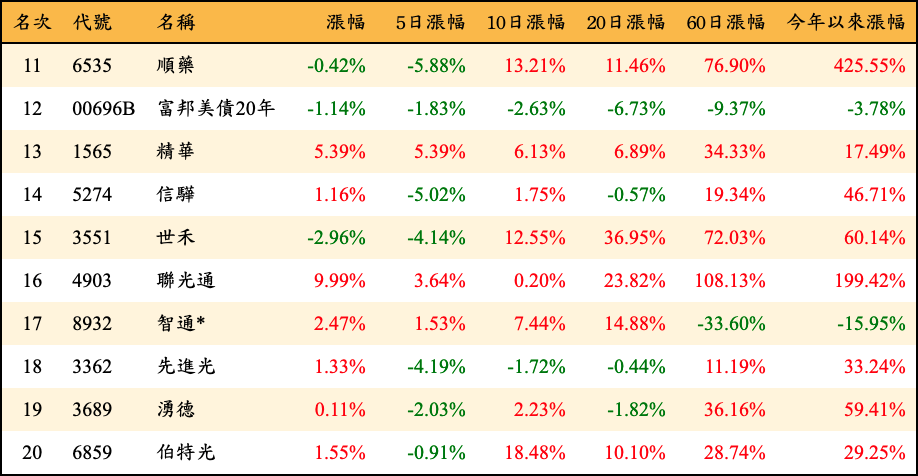 名次 代號 名稱 漲幅 5日漲幅 10日漲幅 20日漲幅 60日漲幅 今年以來漲幅
11 6535 順藥 -0.42% -5.88% 13.21% 11.46% 76.90% 425.55%
12 00696B 富邦美債20年 -1.14% -1.83% -2.63% -6.73% -9.37% -3.78%
13 1565 精華 5.39% 5.39% 6.13% 6.89% 34.33% 17.49%
14 5274 信驊 1.16% -5.02% 1.75% -0.57% 19.34% 46.71%
15 3551 世禾 -2.96% -4.14% 12.55% 36.95% 72.03% 60.14%
16 4903 聯光通 9.99% 3.64% 0.20% 23.82% 108.13% 199.42%
17 8932 智通* 2.47% 1.53% 7.44% 14.88% -33.60% -15.95%
18 3362 先進光 1.33% -4.19% -1.72% -0.44% 11.19% 33.24%
19 3689 湧德 0.11% -2.03% 2.23% -1.82% 36.16% 59.41%
20 6859 伯特光 1.55% -0.91% 18.48% 10.10% 28.74% 29.25%